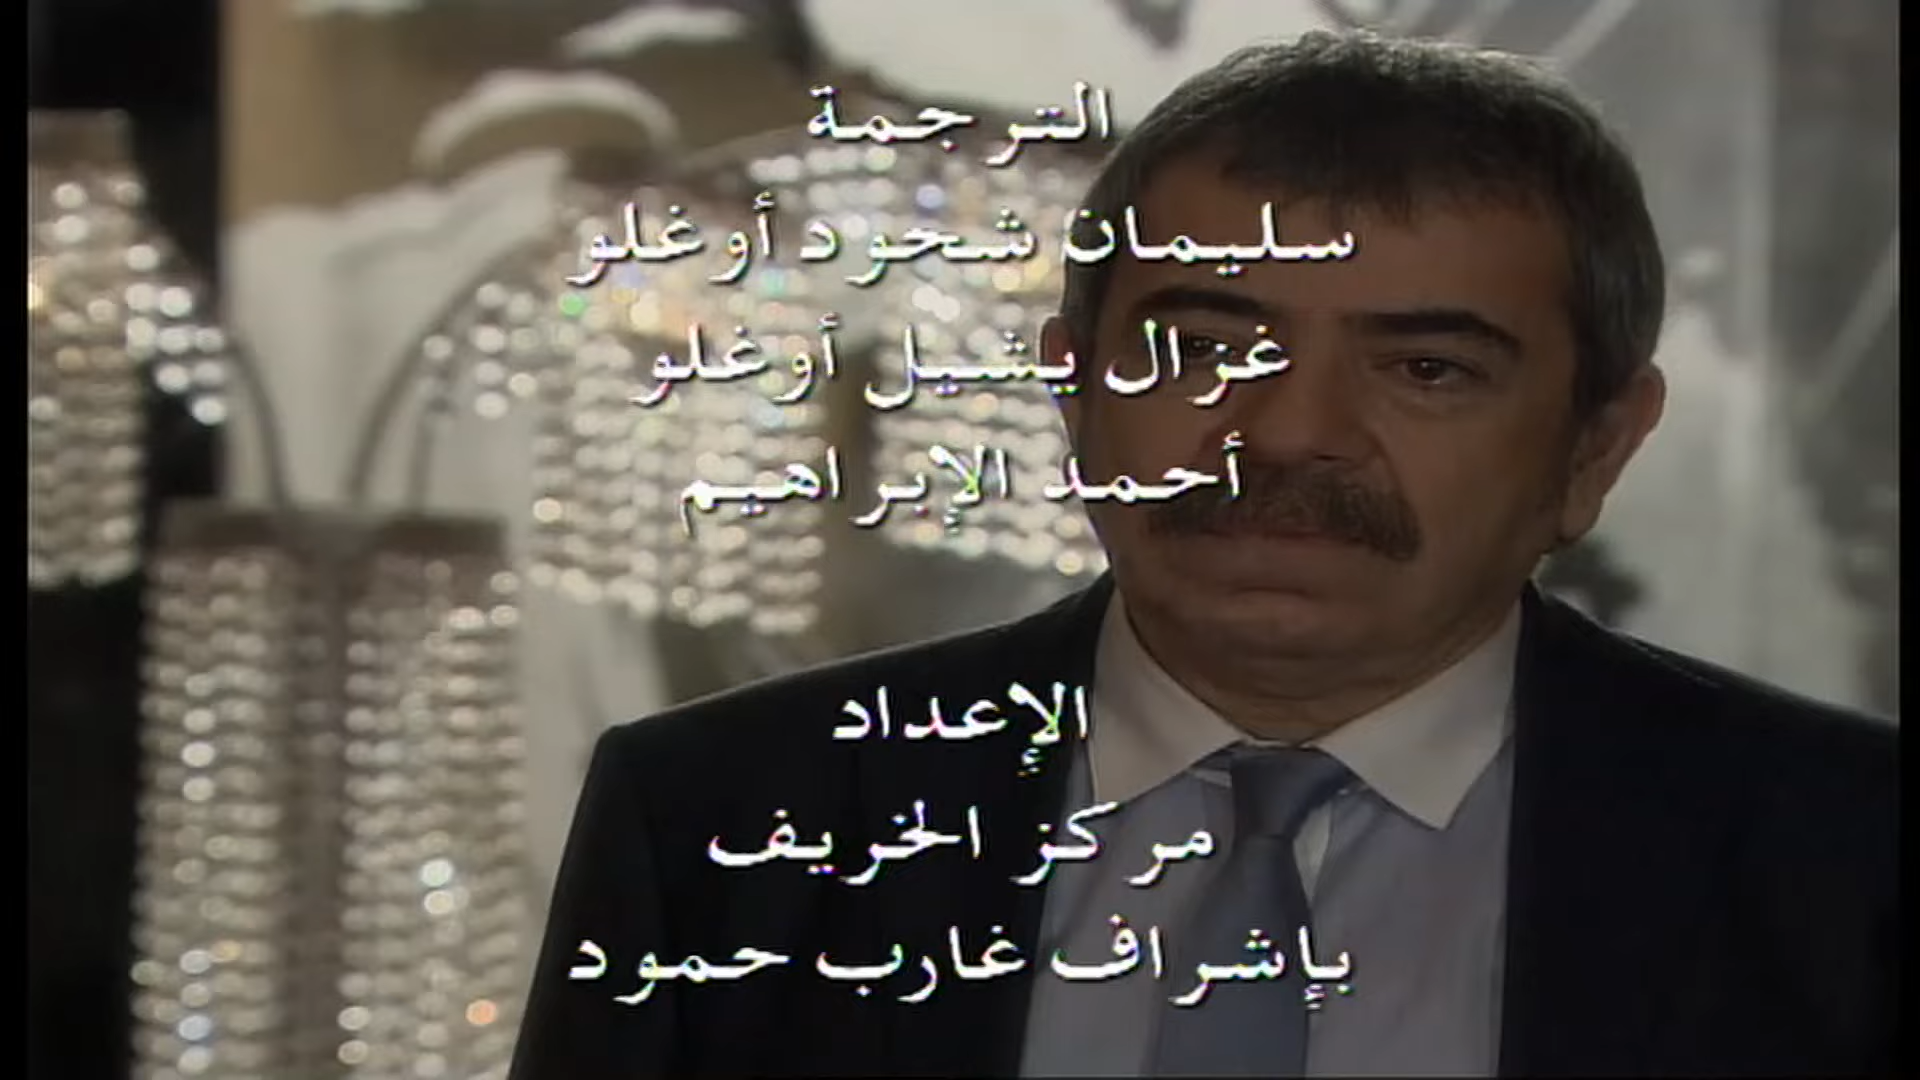 الترجمة
سليمان شحود أوغلو
غزال يشيل أوغلو
أحمد الإبراهيم
الإعداد
مركز الخريف
بإشراف غارب حمود